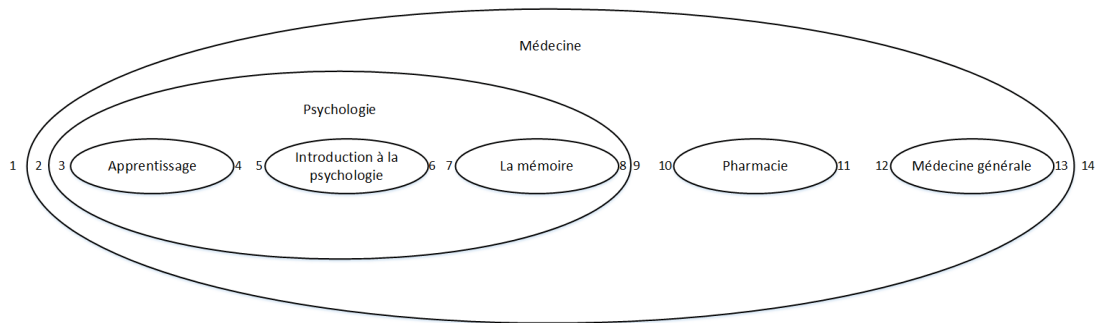 Médecine
Psychologie
1 2 3 Apprentissage 4 5 Introduction à la psychologie 6 7 La mémoire 8 9 10 Pharmacie 11 12 Médecine générale 13 14